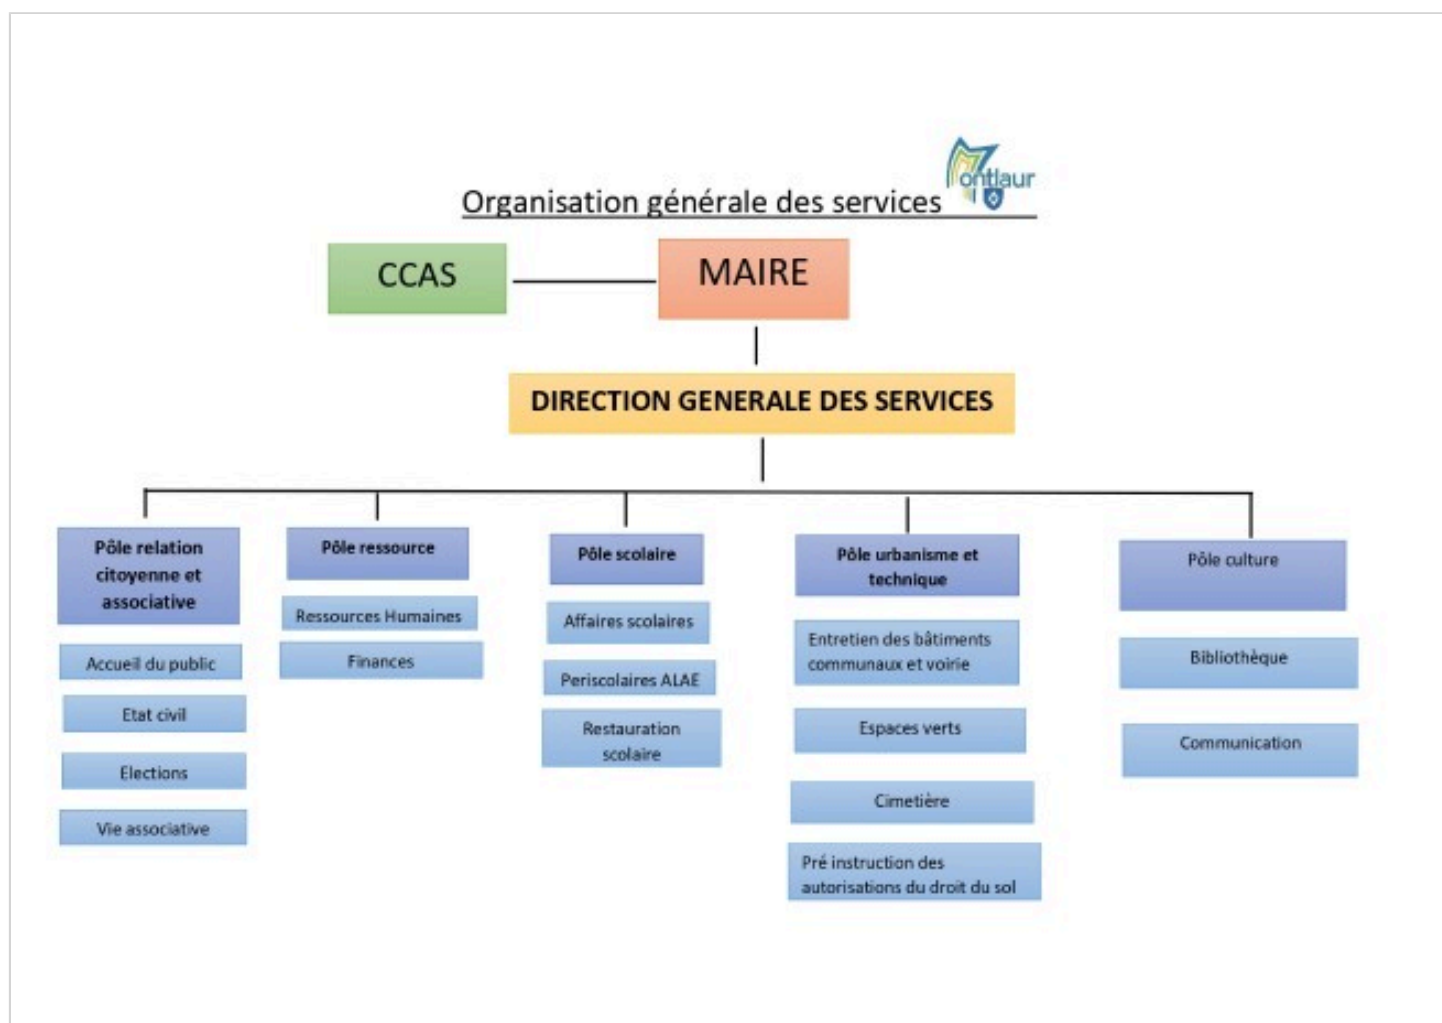 Organisation générale des services
ontlaur
CCAS
MAIRE
DIRECTION GENERALE DES SERVICES
Pôle relation
citoyenne et
associative
Accueil du public
Etat civil
Elections
Vie associative
Pôle ressource
Ressources Humaines
Finances
Pôle scolaire
Affaires scolaires
Periscolaires ALAE
Restauration
scolaire
Pôle urbanisme et
technique
Entretien des bâtiments
communaux et voirie
Espaces verts
Cimetière
Pré instruction des
autorisations du droit du sol
Pôle culture
Bibliothèque
Communication